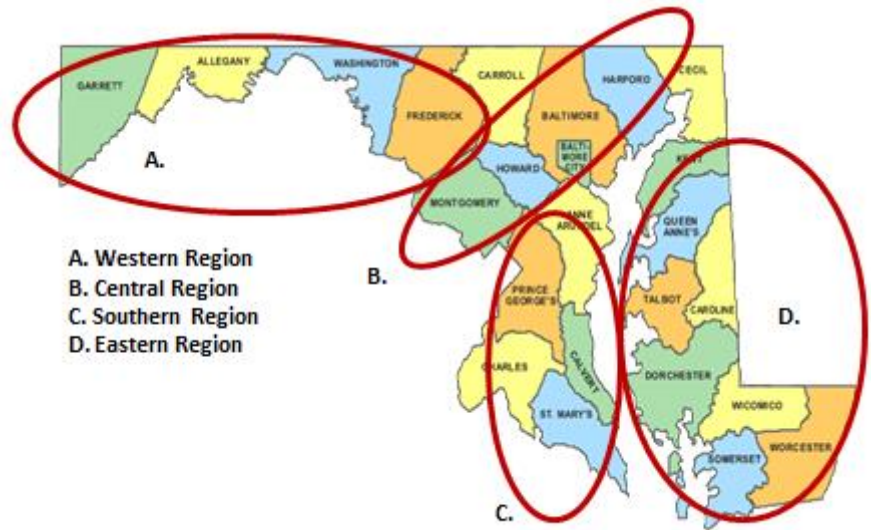 GARRETT
ALLEGANY
WASHINGTON
FREDERICK
CARROLL
BALTIMORE
HARFORD
CECIL
BALTI-
MORE
CITY
HOWARD
MONTGOMERY
KENT
ANNE
ARUNDEL
QUEEN
ANNE'S
PRINCE
GEORGE'S
TALBOT
CAROLINE
CHARLES
CALVERT
DORCHESTER
ST. MARY'S
WICOMICO
SOMERSET
WORCESTER
A.
B.
C.
D.
A. Western Region
B. Central Region
C. Southern Region
D. Eastern Region